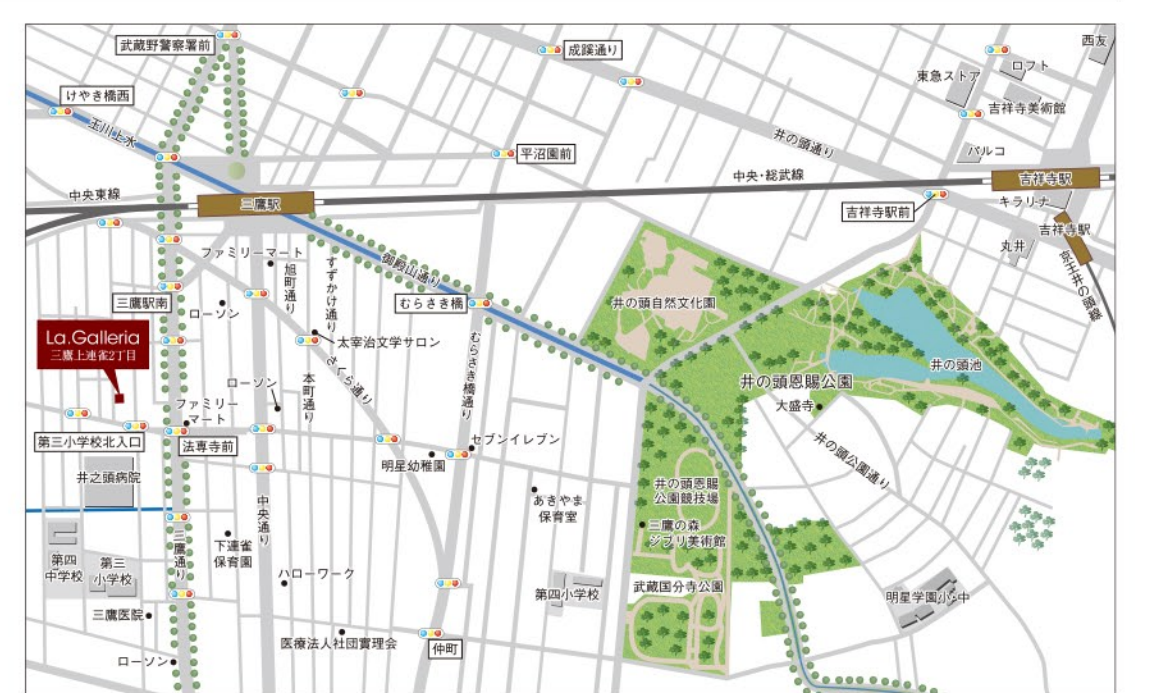 武蔵野警察署前
成蹊通り
西友
ロフト
東急ストア
けやき橋西
吉祥寺美術館
玉川上水
井の頭通り
平沼園前
パルコ
中央・総武線
吉祥寺駅
中央東線
三鷹駅
キラリナ
吉祥寺駅前
吉祥寺駅
丸井
ファミリーマート
旭町通り
すずかけ通り
御殿山通り
京王井の頭線
三鷹駅南
ローソン
むらさき橋
井の頭自然文化園
La.Galleria
三鷹上連雀2丁目
太宰治文学サロン
むらさき橋通り
さくら通り
井の頭池
井の頭恩賜公園
ローソン
本町通り
大盛寺
ファミリー
マート
第三小学校北入口
法専寺前
セブンイレブン
井の頭公園通り
明星幼稚園
井之頭病院
井の頭恩賜
公園競技場
あきやま
保育室
中央通り
三鷹の森
ジブリ美術館
三鷹通り
下連雀
保育園
第四
中学校
第三
小学校
ハローワーク
武蔵国分寺公園
第四小学校
明星学園小・中
三鷹医院
医療法人社団實理会
仲町
ローソン